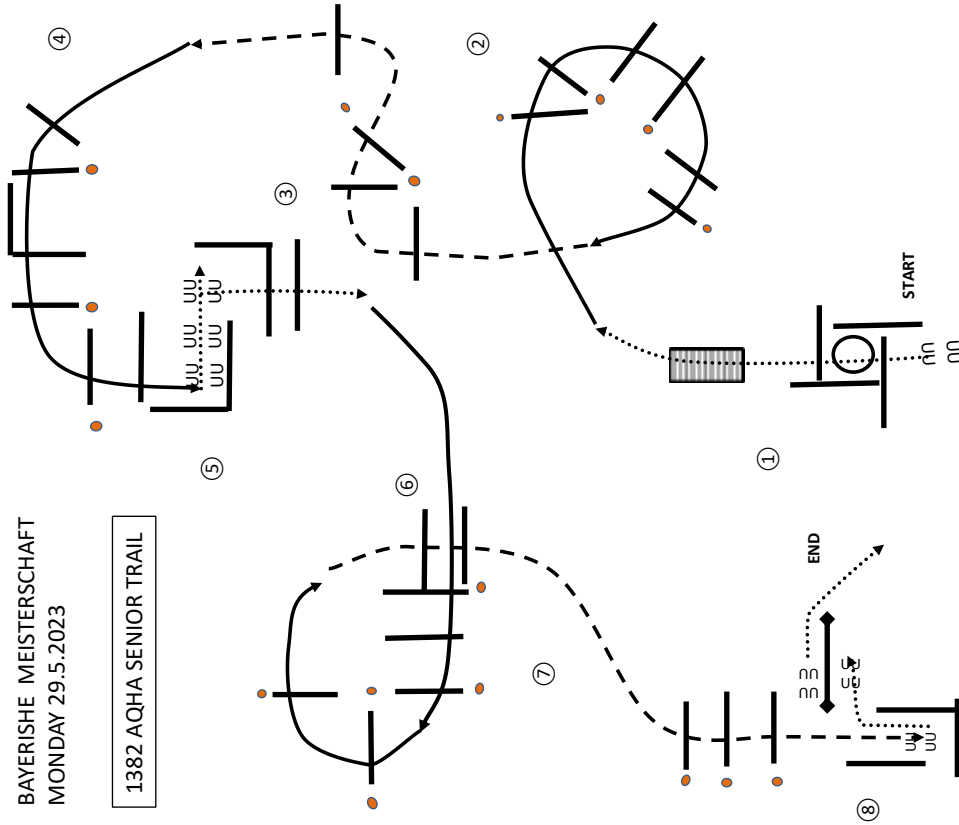 BAYERISHE MEISTERSCHAFT
MONDAY 29.5.2023
1382 AQHA SENIOR TRAIL
START
①
②
③
④
⑤
⑥
⑦
⑧
END